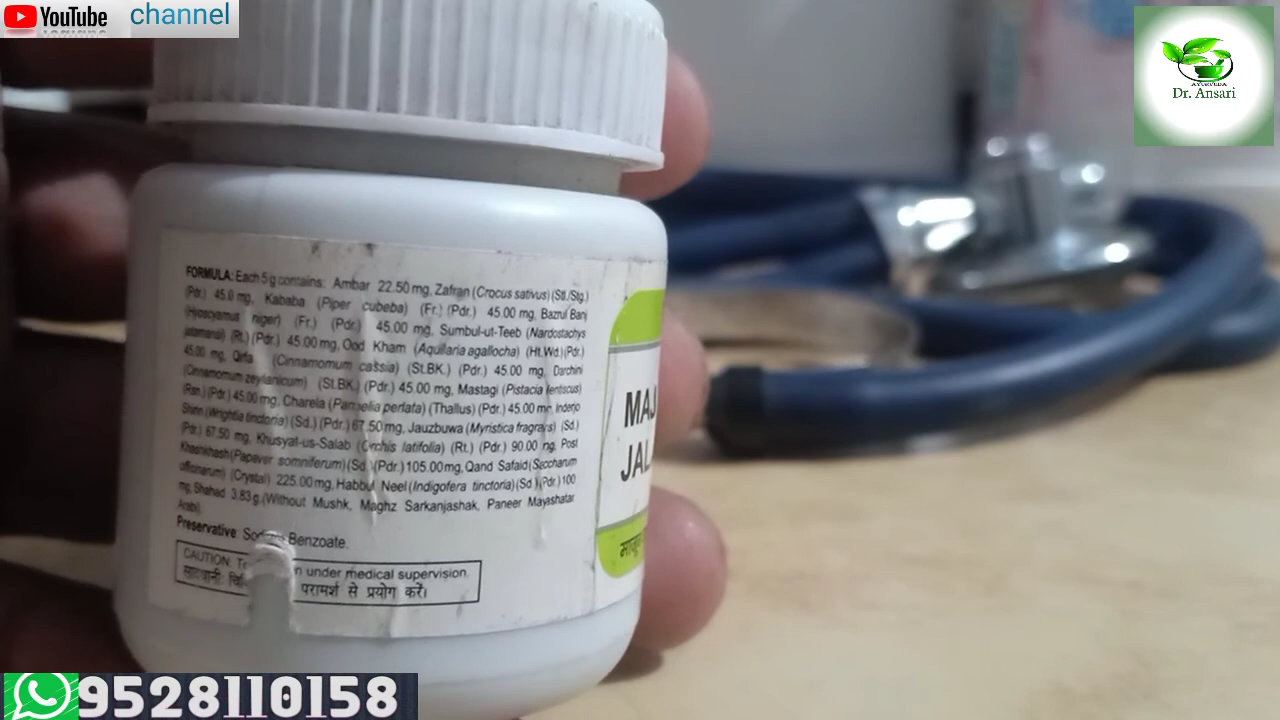 YouTube channel
AYURVEDA
Dr. Ansari
FORMULA: Each 5 g contains: Ambar 22.50 mg, Zafran (Crocus sativus) (Stl./Stg.)
(Pdr.) 45.0 mg, Kababa (Piper cubeba) (Fr.) (Pdr.) 45.00 mg, Bazrul Banj
(Hyoscyamus niger) (Fr.) (Pdr.) 45.00 mg, Sumbul-ut-Teeb (Nardostachys
jatamansi) (Rt.) (Pdr.) 45.00 mg, Ood Kham (Aquilaria agallocha) (Ht.Wd) (Pdr.)
45.00 mg, Qirfa (Cinnamomum cassia) (St.BK.) (Pdr.) 45.00 mg, Darchini
(Cinnamomum zeylanicum) (St.BK.) (Pdr.) 45.00 mg, Mastagi (Pistacia lentiscus)
(Rsn.) (Pdr.) 45.00 mg, Charela (Parmelia perlata) (Thallus) (Pdr.) 45.00 mg, Inderjo
Shirin (Wrightia tinctoria) (Sd.) (Pdr.) 67.50 mg, Jauzbuwa (Myristica fragrans) (Sd.)
(Pdr.) 67.50 mg, Khusyat-us-Salab (Orchis latifolia) (Rt.) (Pdr.) 90.00 mg, Post
Khashkhash (Papaver somniferum) (Sd.) (Pdr.) 105.00 mg, Qand Safaid (Saccharum
officinarum) (Crystal) 225.00 mg, Habbul Neel (Indigofera tinctoria) (Sd.) (Pdr.) 100
mg, Shahad 3.83 g. (Without Mushk, Maghz Sarkanjashak, Paneer Mayashatar
Arabi).
Preservative: Sodium Benzoate.
CAUTION: under medical supervision.
सावधानी: परामर्श से प्रयोग करें।
MAJ
JAL
9528110158